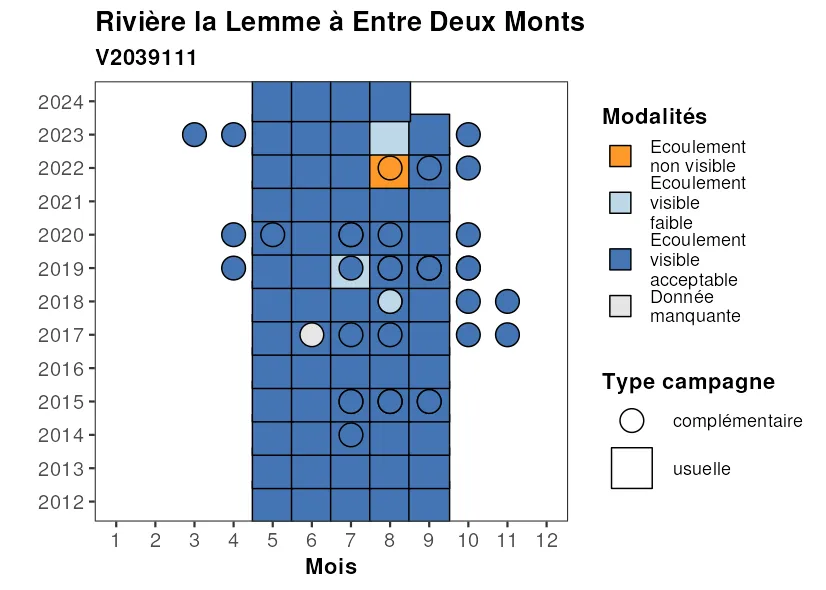 Rivière la Lemme à Entre Deux Monts
V2039111
2024
2023
2022
2021
2020
2019
2018
2017
2016
2015
2014
2013
2012
1 2 3 4 5 6 7 8 9 10 11 12
Mois
Modalités
Ecoulement
non visible
Ecoulement
visible
faible
Ecoulement
visible
acceptable
Donnée
manquante
Type campagne
complémentaire
usuelle